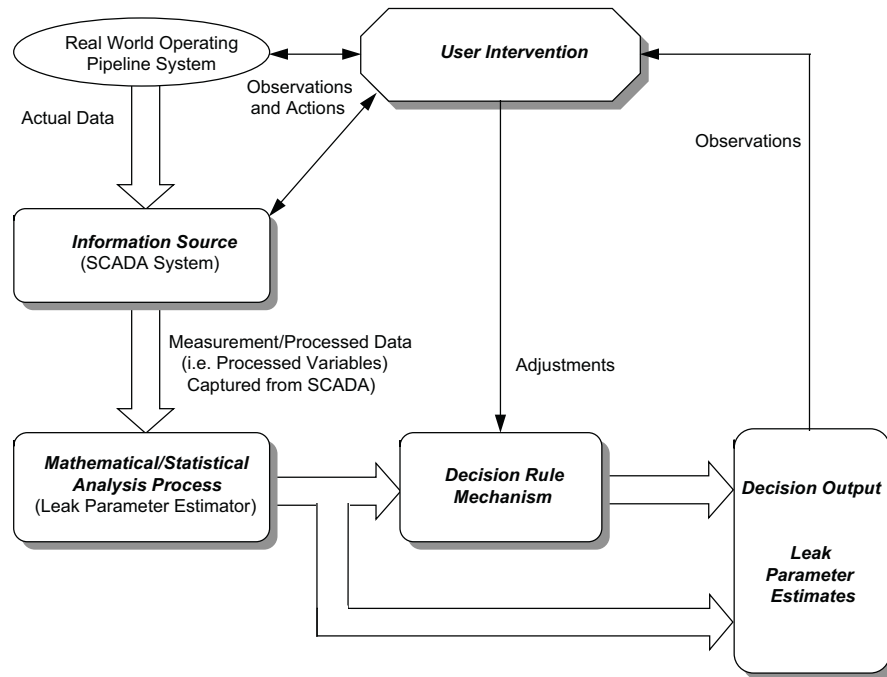 Real World Operating
Pipeline System
User Intervention
Observations
and Actions
Actual Data
Observations
Information Source
(SCADA System)
Measurement/Processed Data
(i.e. Processed Variables)
Captured from SCADA)
Adjustments
Mathematical/Statistical
Analysis Process
(Leak Parameter Estimator)
Decision Rule
Mechanism
Decision Output
Leak
Parameter
Estimates